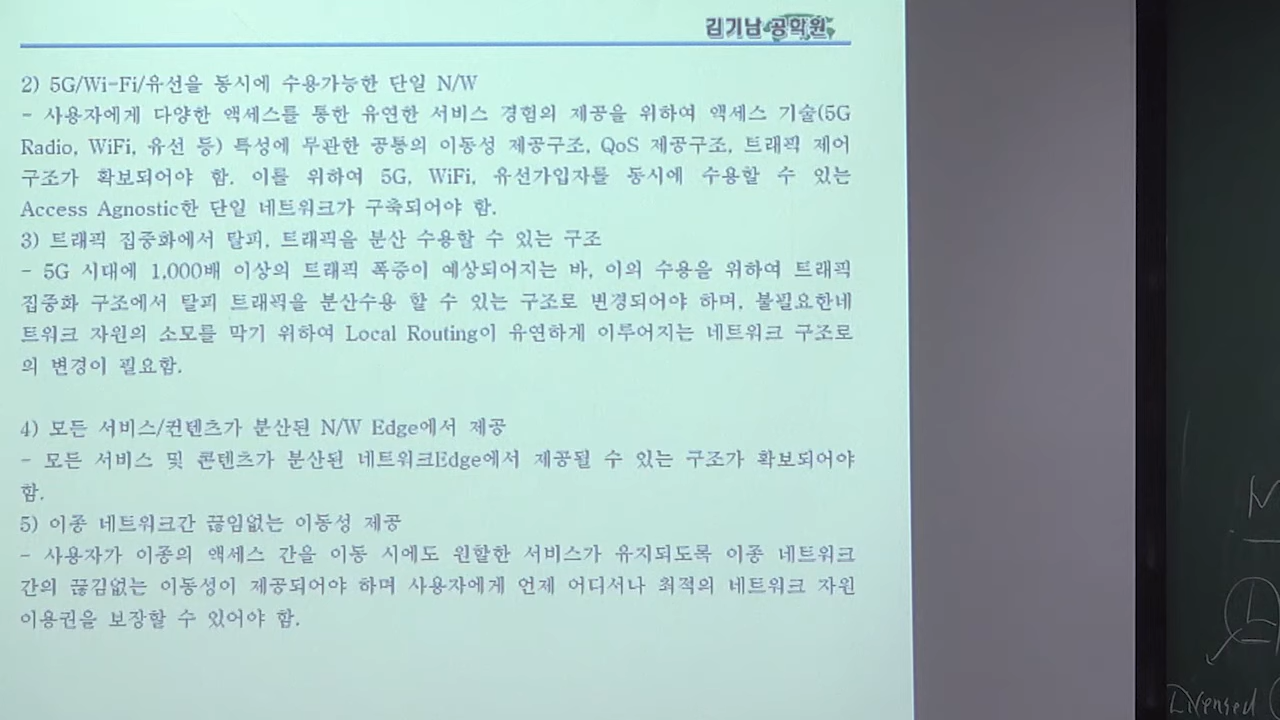 김기남 공학원
2) 5G/Wi-Fi/유선을 동시에 수용가능한 단일 N/W
- 사용자에게 다양한 액세스를 통한 유연한 서비스 경험의 제공을 위하여 액세스 기술(5G
Radio, WiFi, 유선 등) 특성에 무관한 공통의 이동성 제공구조, QoS 제공구조, 트래픽 제어
구조가 확보되어야 함. 이를 위하여 5G, WiFi, 유선가입자를 동시에 수용할 수 있는
Access Agnostic한 단일 네트워크가 구축되어야 함.
3) 트래픽 집중화에서 탈피, 트래픽을 분산 수용할 수 있는 구조
- 5G 시대에 1,000배 이상의 트래픽 폭증이 예상되어지는 바, 이의 수용을 위하여 트래픽
집중화 구조에서 탈피 트래픽을 분산수용 할 수 있는 구조로 변경되어야 하며, 불필요한네
트워크 자원의 소모를 막기 위하여 Local Routing이 유연하게 이루어지는 네트워크 구조로
의 변경이 필요함.
4) 모든 서비스/컨텐츠가 분산된 N/W Edge에서 제공
- 모든 서비스 및 콘텐츠가 분산된 네트워크Edge에서 제공될 수 있는 구조가 확보되어야
함.
5) 이종 네트워크간 끊임없는 이동성 제공
- 사용자가 이종의 액세스 간을 이동 시에도 원할한 서비스가 유지되도록 이종 네트워크
간의 끊김없는 이동성이 제공되어야 하며 사용자에게 언제 어디서나 최적의 네트워크 자원
이용권을 보장할 수 있어야 함.
L
Licensed